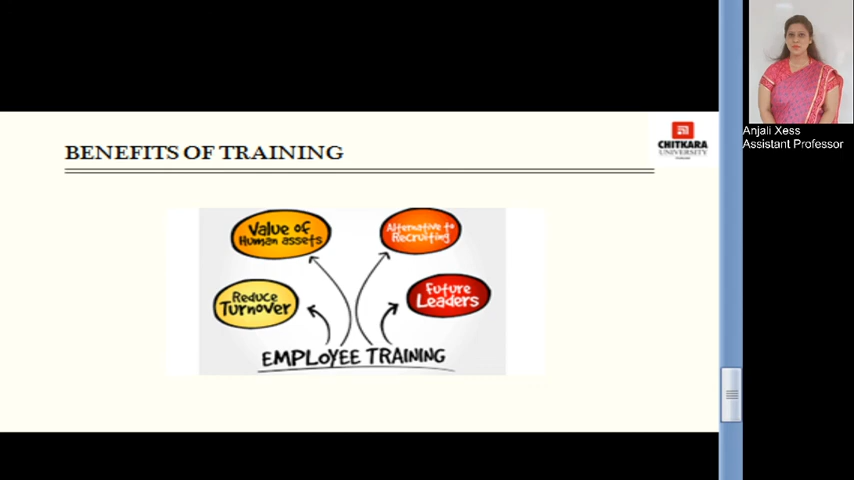 BENEFITS OF TRAINING
CHITKARA
UNIVERSITY
Anjali Xess
Assistant Professor
Value of
Human assets
Alternative to
Recruiting
Reduce
Turnover
Future
Leaders
EMPLOYEE TRAINING